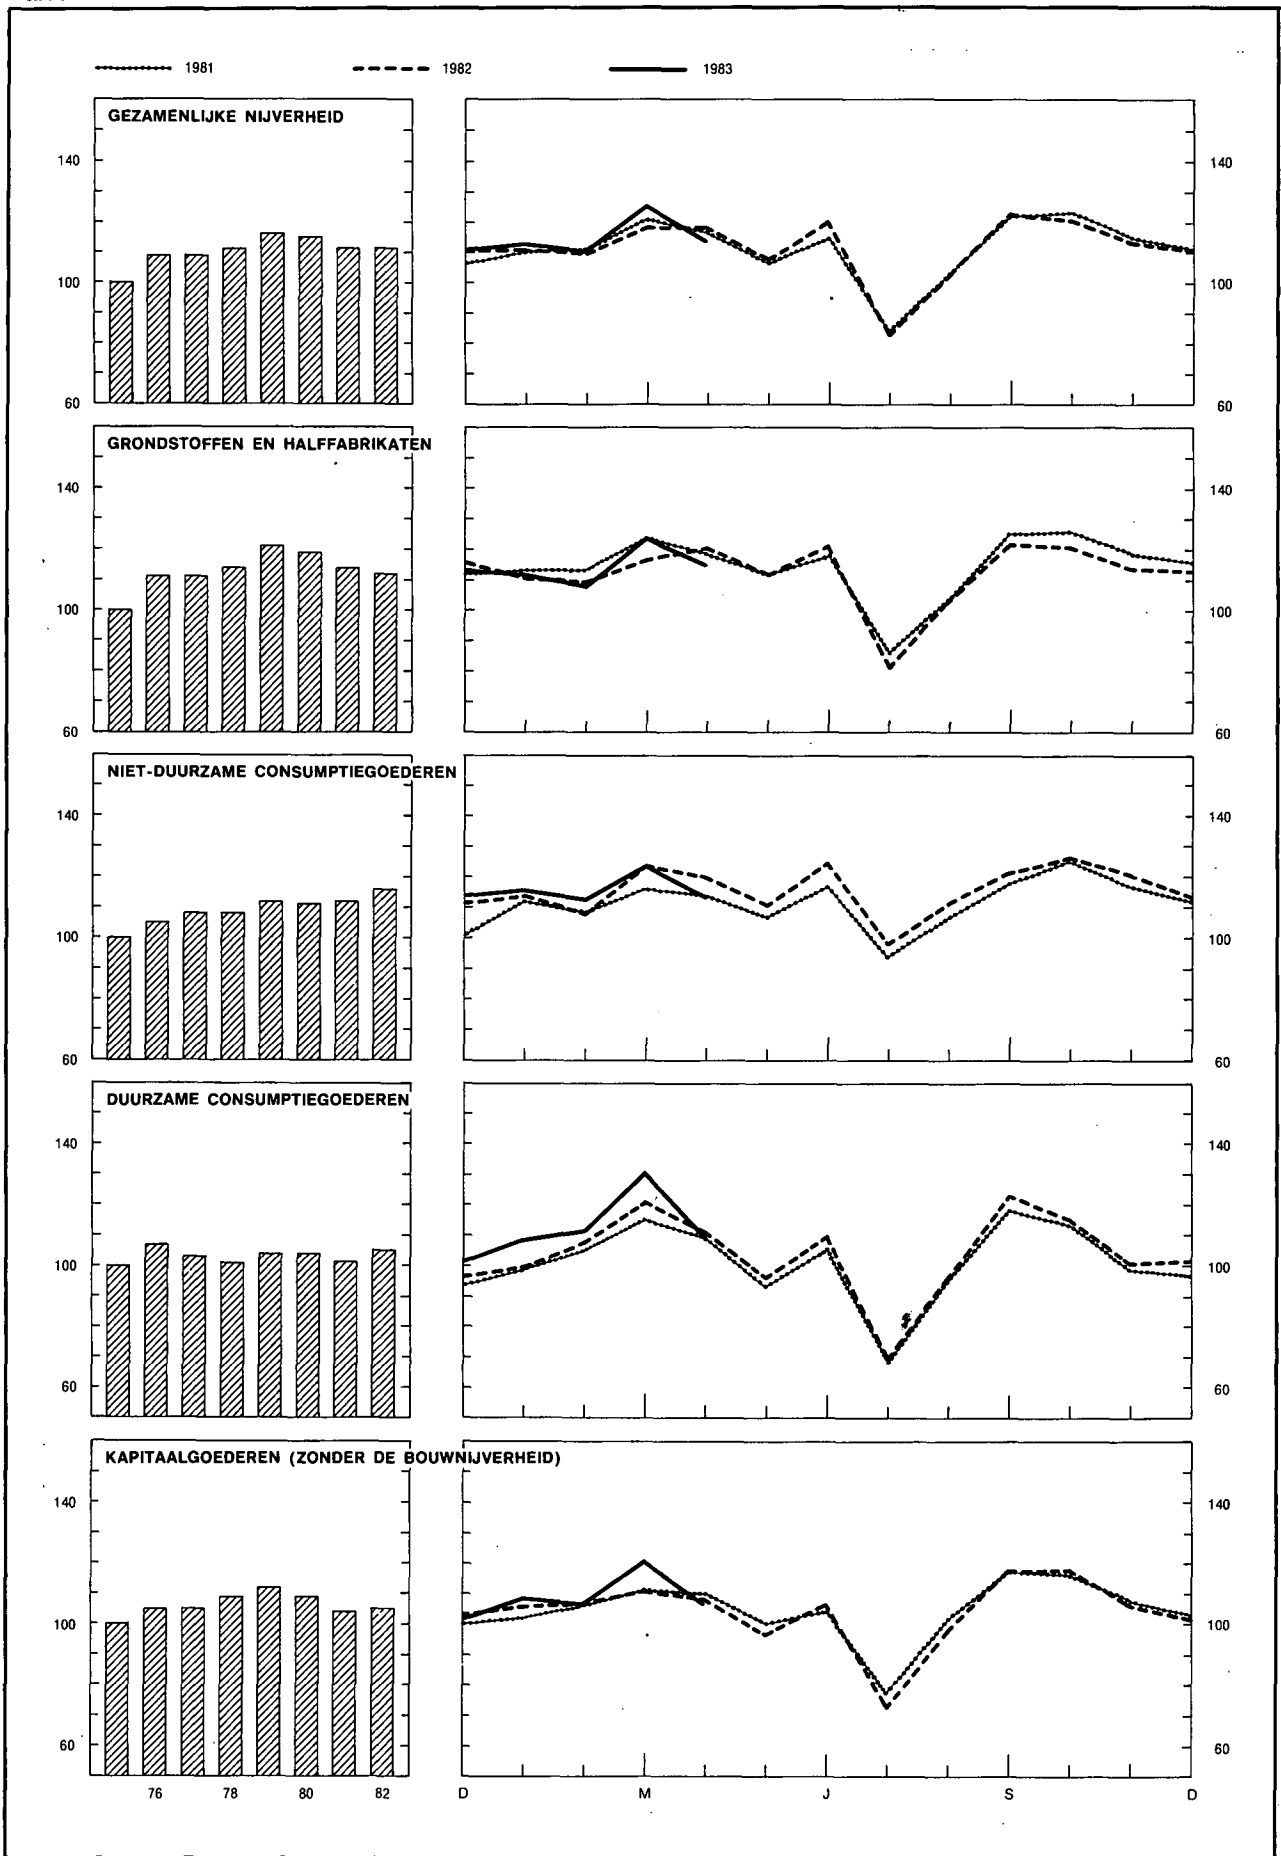 1981 1982 1983
GEZAMENLIJKE NIJVERHEID
140 140
100 100
60 60
GRONDSTOFFEN EN HALFFABRIKATEN
140 140
100 100
60 60
NIET-DUURZAME CONSUMPTIEGOEDEREN
140 140
100 100
60 60
DUURZAME CONSUMPTIEGOEDEREN
140 140
100 100
60 60
KAPITAALGOEDEREN (ZONDER DE BOUWNIJVERHEID)
140 140
100 100
60 60
76 78 80 82 D M J S D